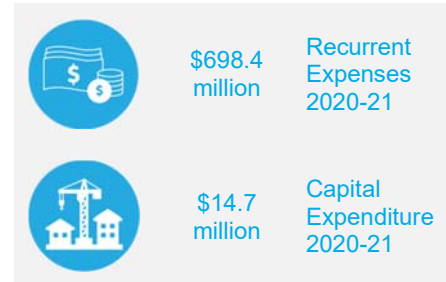 $
$
$698.4
million
Recurrent
Expenses
2020-21
$14.7
million
Capital
Expenditure
2020-21